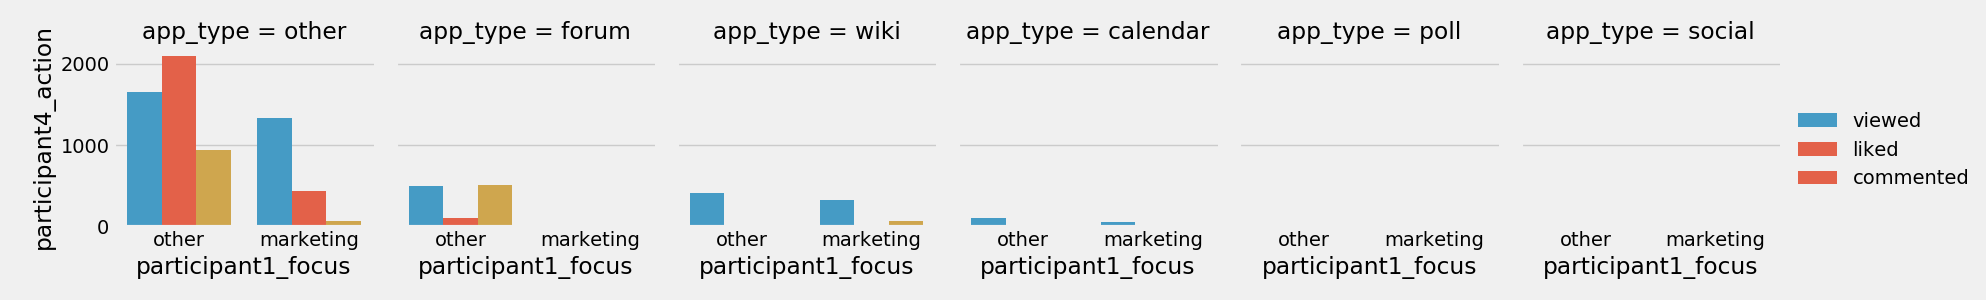 app_type = other
app_type = forum
app_type = wiki
app_type = calendar
app_type = poll
app_type = social
participant4_action
2000
1000
0
other marketing
other marketing
other marketing
other marketing
other marketing
other marketing
participant1_focus
participant1_focus
participant1_focus
participant1_focus
participant1_focus
participant1_focus
viewed
liked
commented